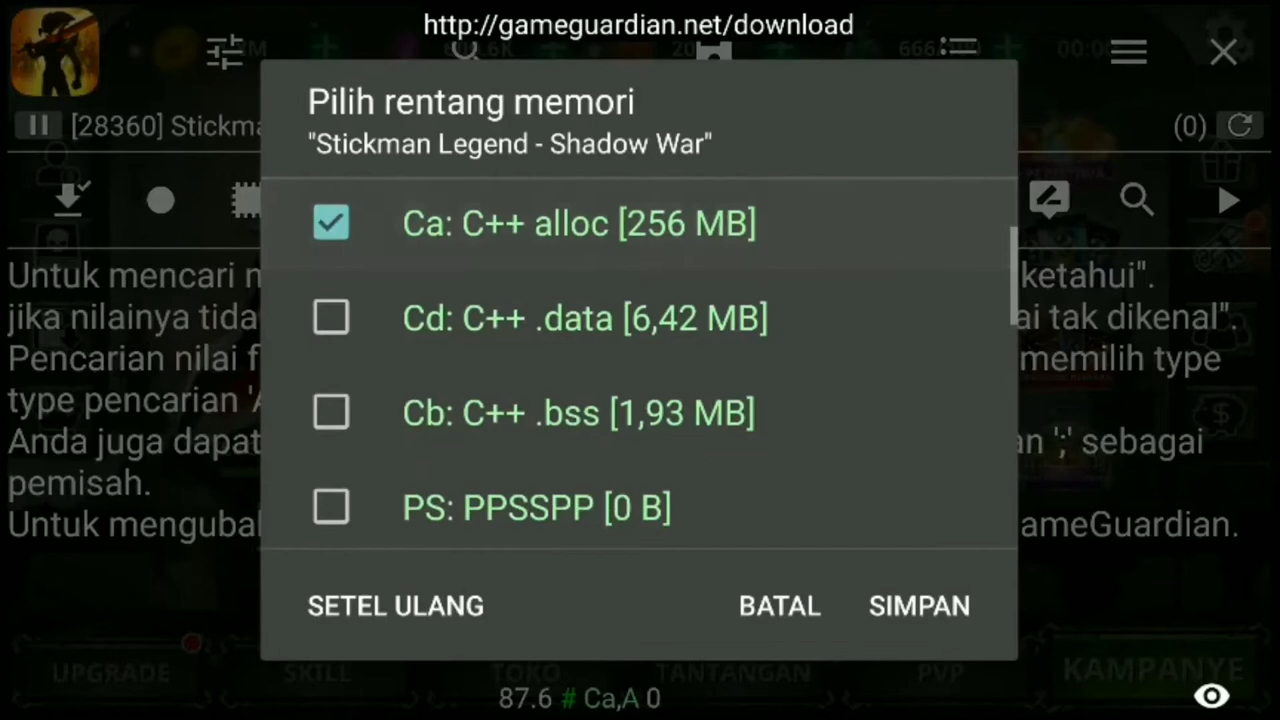 http://gameguardian.net/download
[28360] Stickma
(0)
Pilih rentang memori
"Stickman Legend - Shadow War"
Ca: C++ alloc [256 MB]
Cd: C++ .data [6,42 MB]
Cb: C++ .bss [1,93 MB]
PS: PPSSPP [0 B]
SETEL ULANG
BATAL
SIMPAN
Untuk mencari ketahui".
jika nilainya tida ai tak dikenal".
Pencarian nilai f memilih type
type pencarian 'A
Anda juga dapat an ';' sebagai
pemisah.
Untuk mengubal ameGuardian.
UPGRADE
SKILL
TOKO
TANTANGAN
PVP
KAMPANYE
87.6 # Ca,A 0